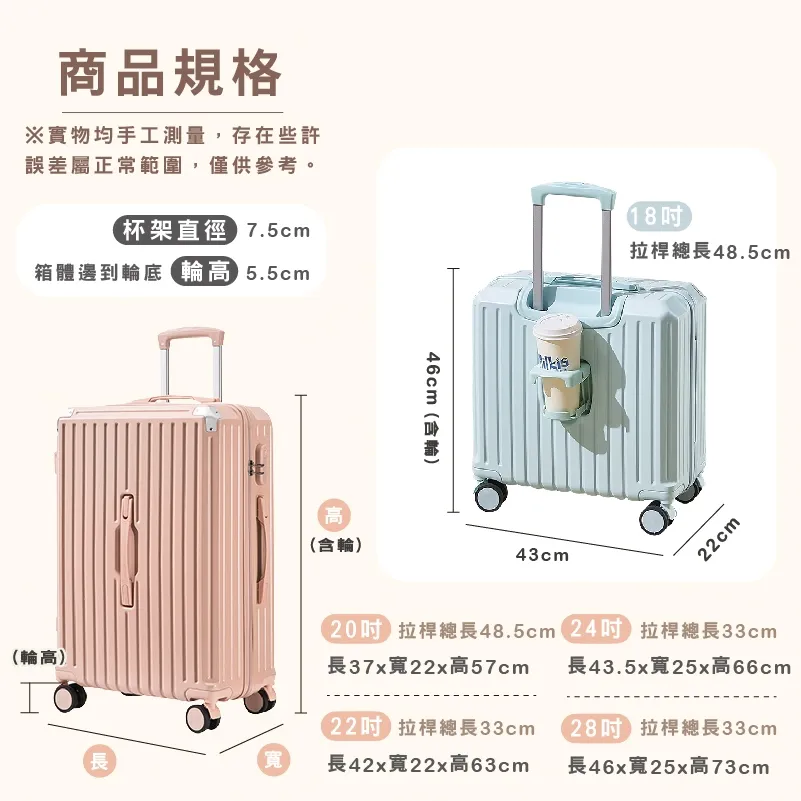 商品規格
※實物均手工測量，存在些許
誤差屬正常範圍，僅供參考。
杯架直徑 7.5cm
箱體邊到輪底 輪高 5.5cm
18吋
拉桿總長48.5cm
46cm (含輪)
43cm
22cm
高
(含輪)
(輪高)
長
寬
20吋 拉桿總長48.5cm
長37x寬22x高57cm
24吋 拉桿總長33cm
長43.5x寬25x高66cm
22吋 拉桿總長33cm
長42x寬22x高63cm
28吋 拉桿總長33cm
長46x寬25x高73cm